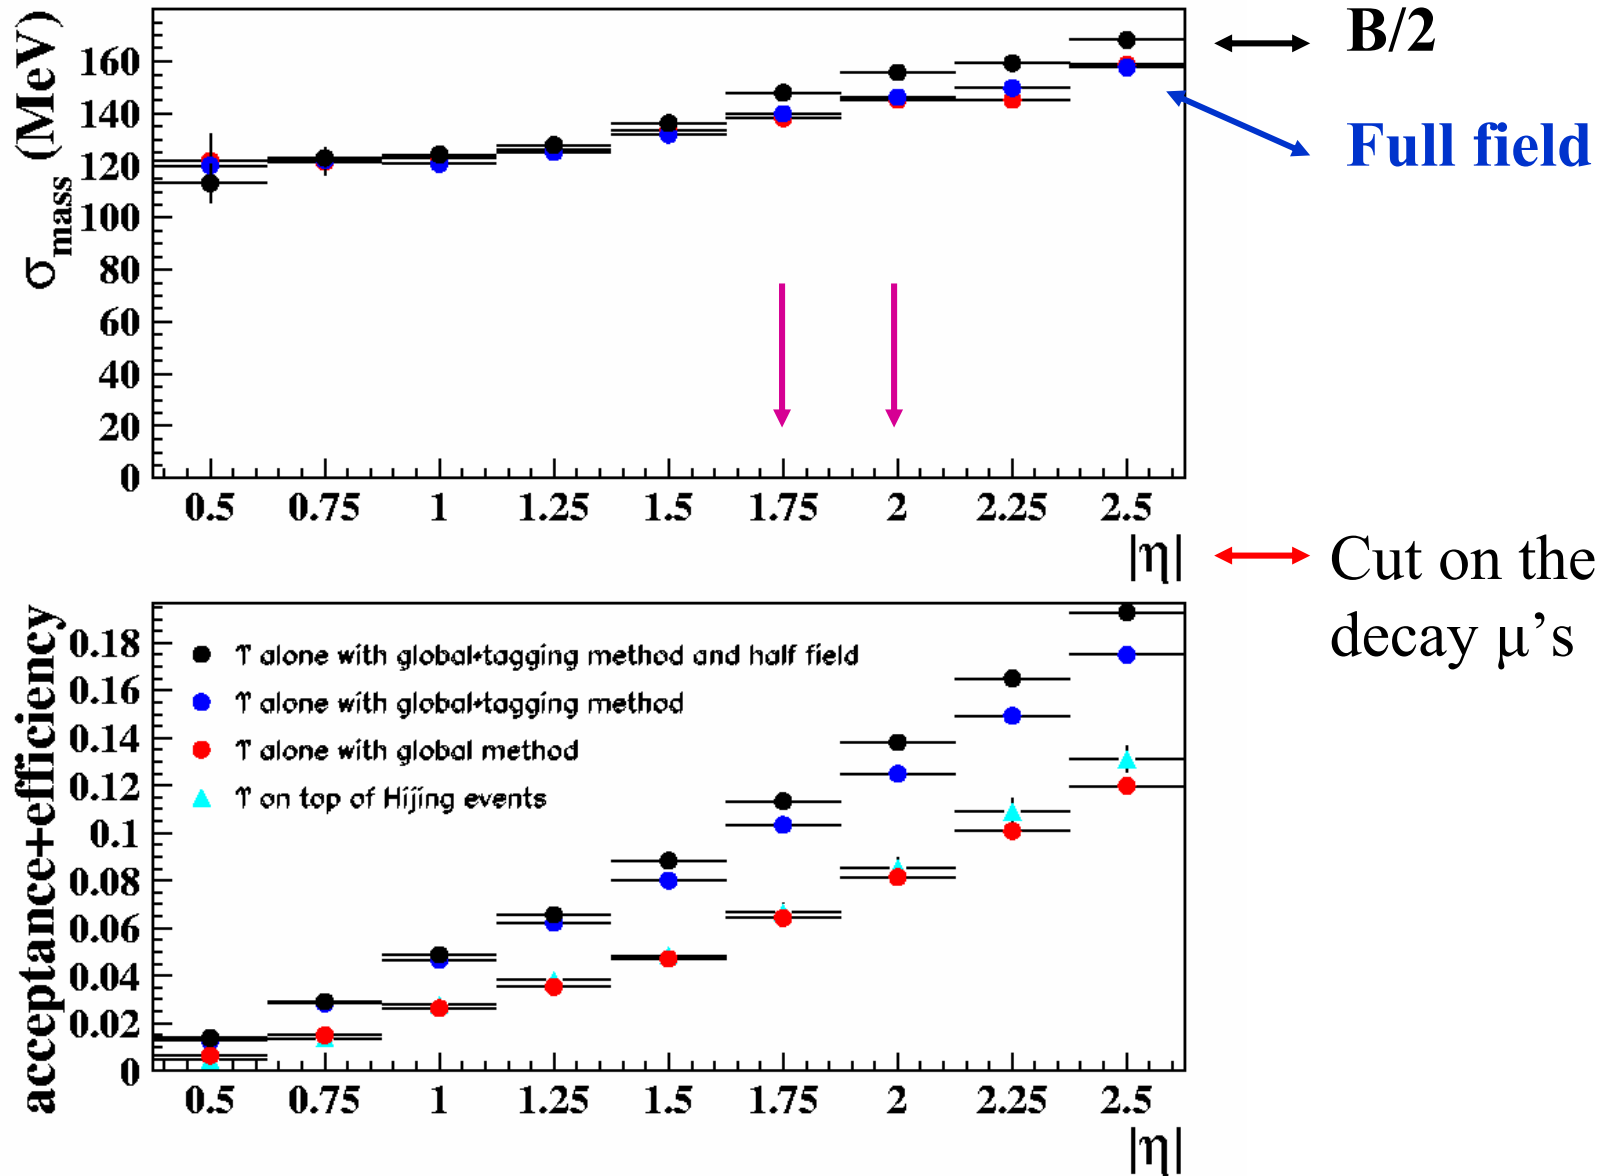 B/2
Full field
σmass (MeV)
160
140
120
100
80
60
40
20
0
0.5 0.75 1 1.25 1.5 1.75 2 2.25 2.5
|η|
Cut on the
decay μ's
acceptance+efficiency
0.18
0.16
0.14
0.12
0.1
0.08
0.06
0.04
0.02
0
ϒ alone with global+tagging method and half field
ϒ alone with global+tagging method
ϒ alone with global method
ϒ on top of Hijing events
0.5 0.75 1 1.25 1.5 1.75 2 2.25 2.5
|η|